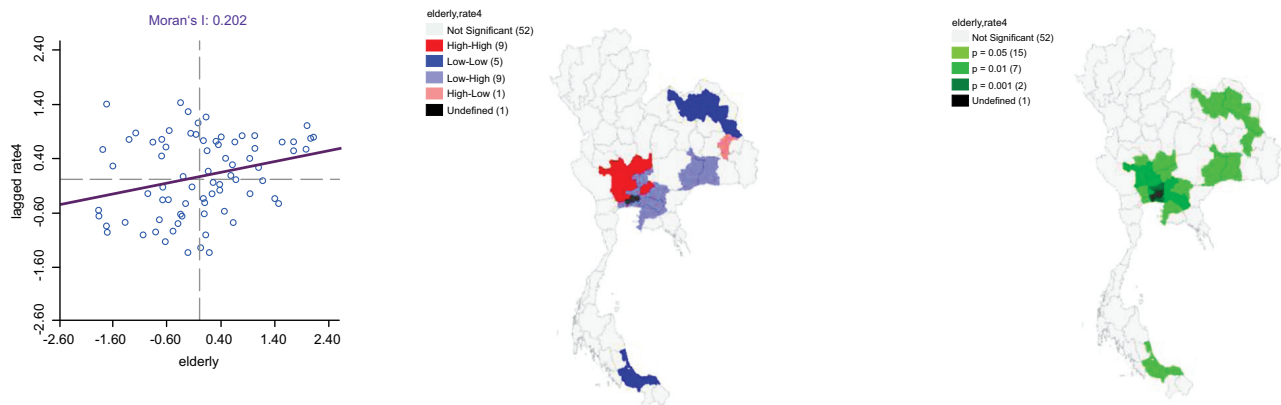 Moran‘s I: 0.202
2.40
1.40
0.40
-0.60
-1.60
-2.60
lagged rate4
-2.60
-1.60
-0.60
0.40
1.40
2.40
elderly
elderly,rate4
Not Significant (52)
High-High (9)
Low-Low (5)
Low-High (9)
High-Low (1)
Undefined (1)
elderly,rate4
Not Significant (52)
p = 0.05 (15)
p = 0.01 (7)
p = 0.001 (2)
Undefined (1)